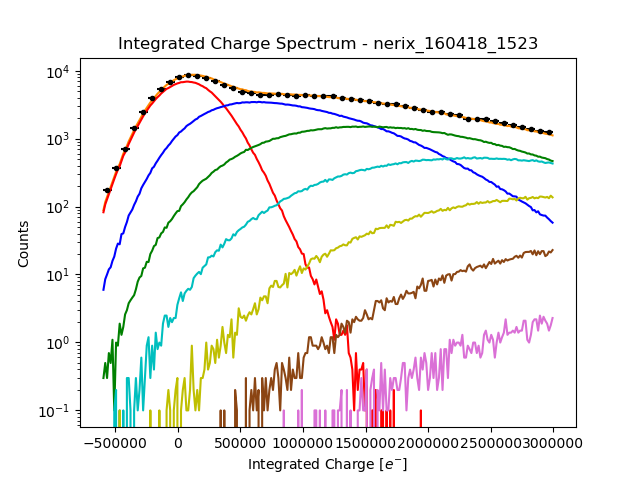 Integrated Charge Spectrum - nerix_160418_1523
Counts
10⁴
10³
10²
10¹
10⁰
10⁻¹
−500000 0 500000 1000000 1500000 2000000 2500000 3000000
Integrated Charge [e⁻]